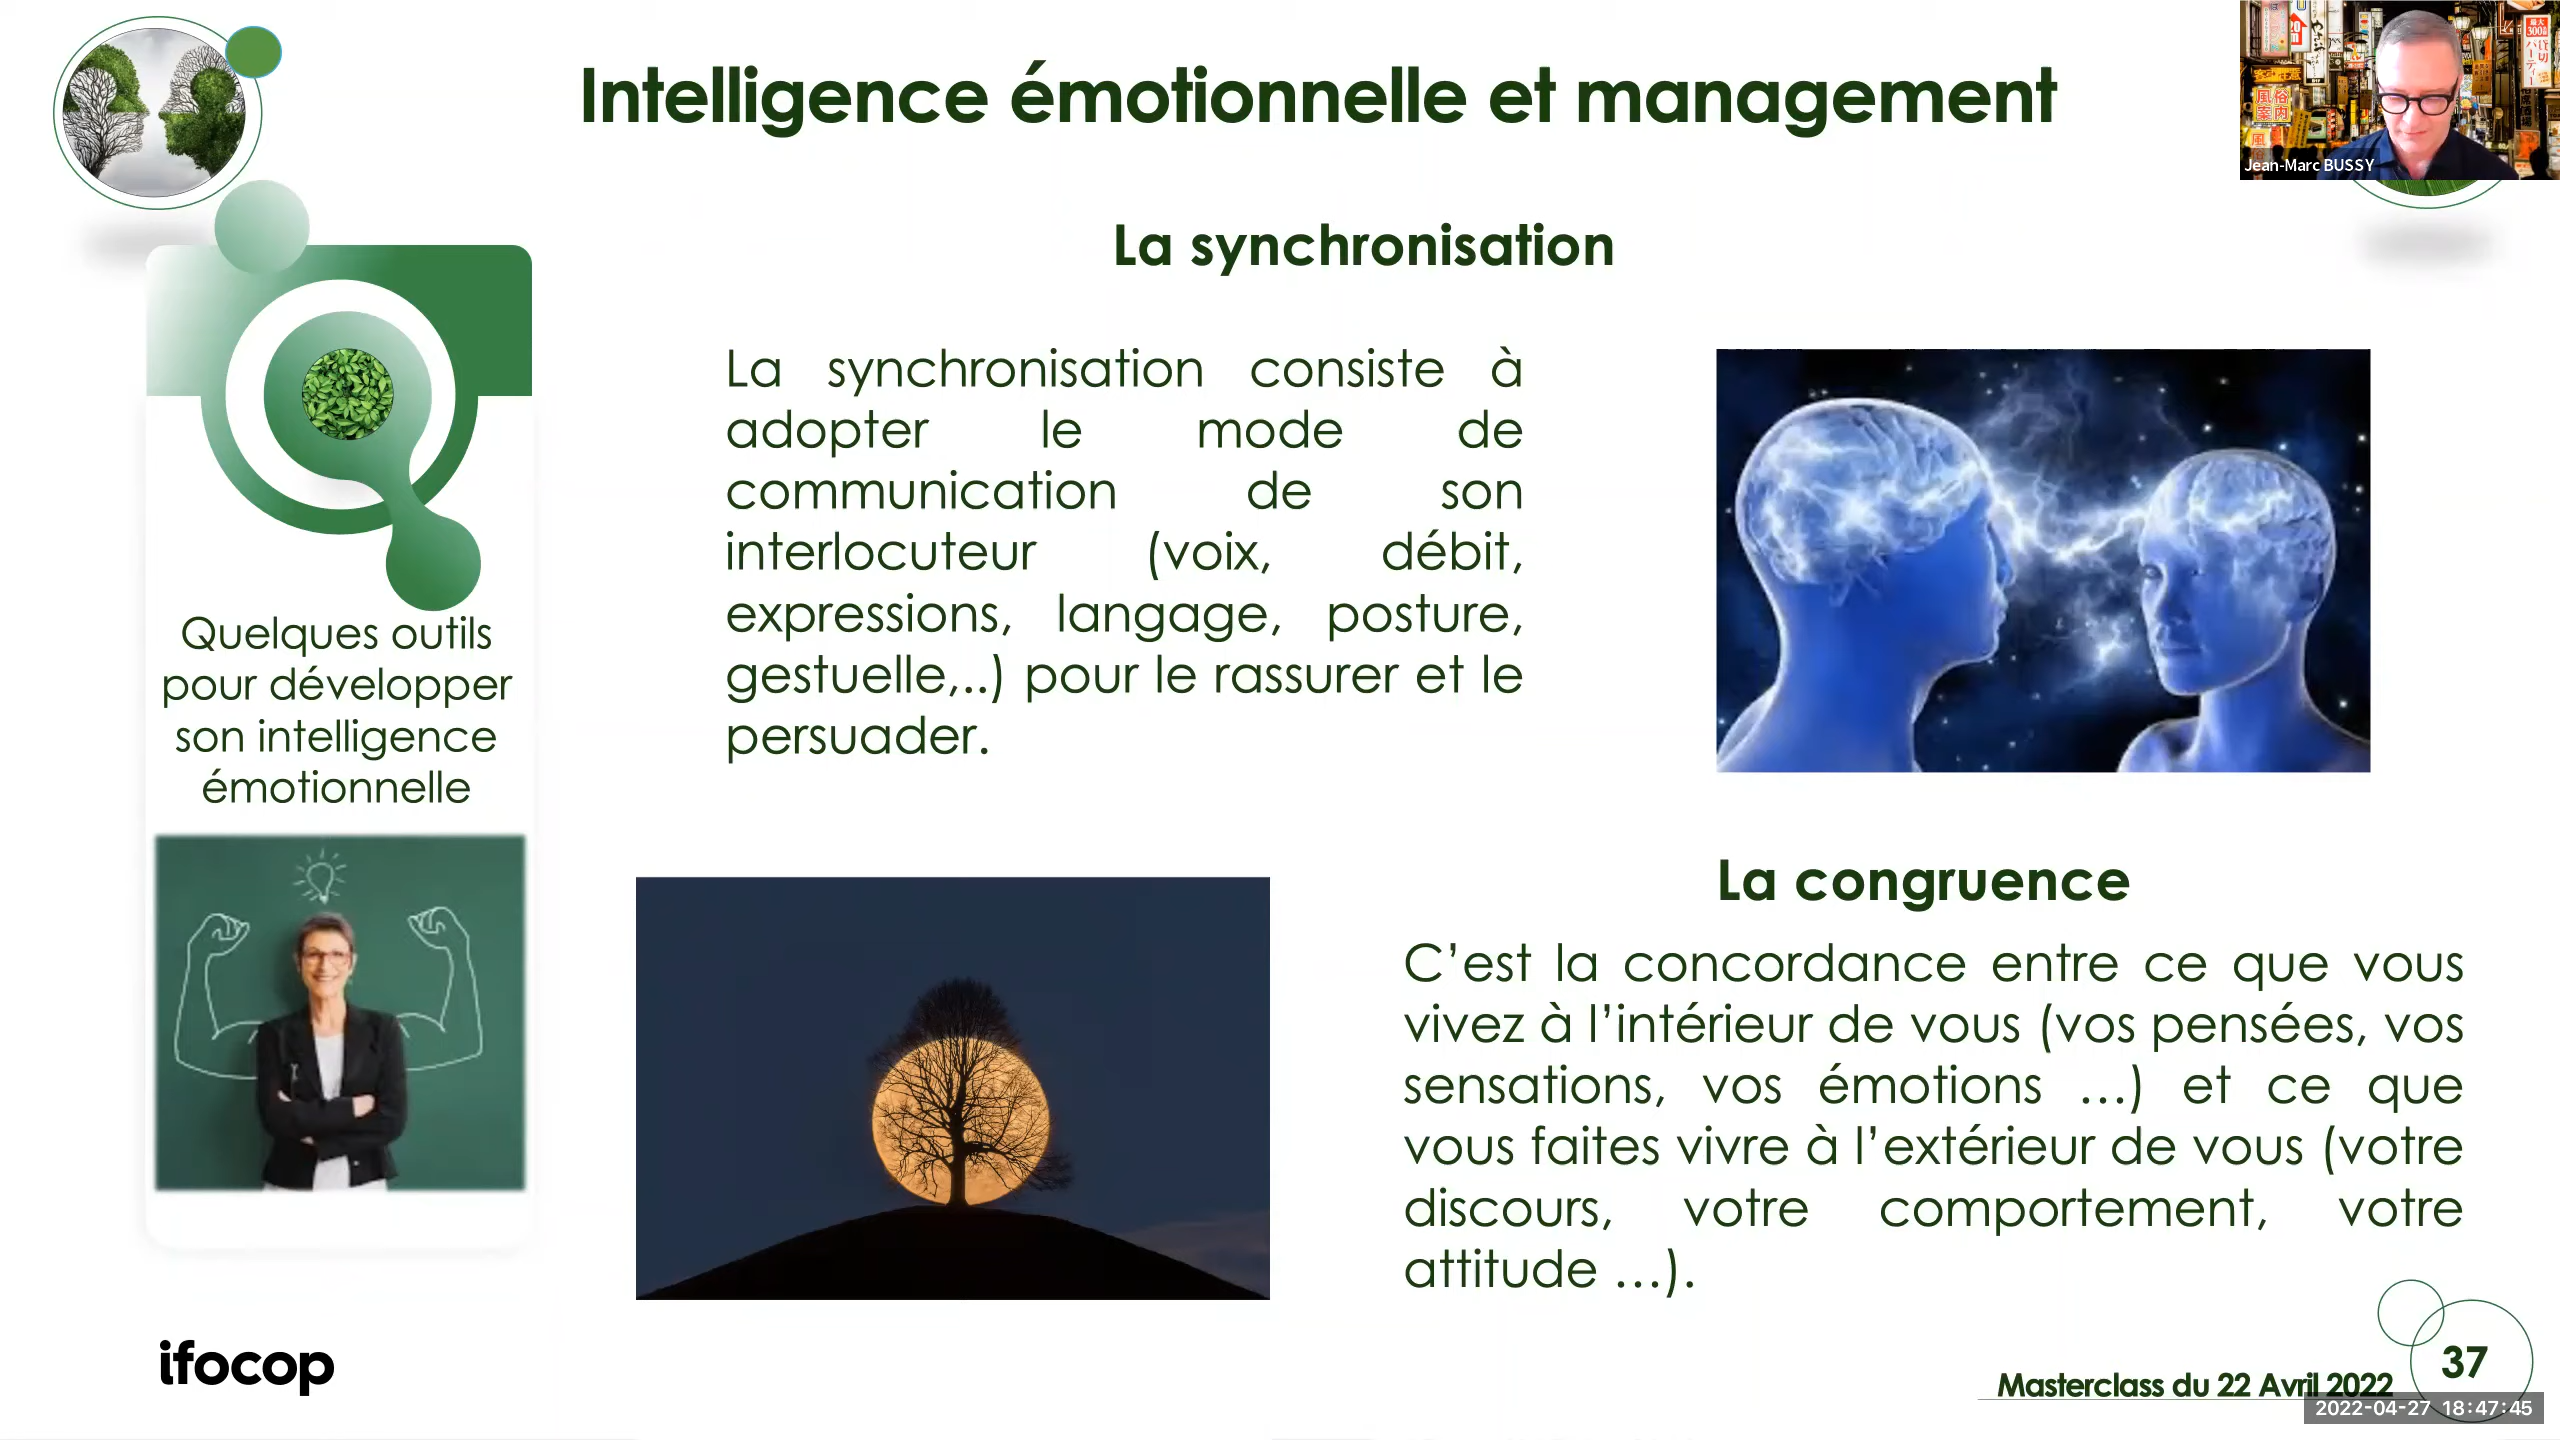 Intelligence émotionnelle et management
Jean-Marc BUSSY
La synchronisation
La synchronisation consiste à
adopter le mode de
communication de son
interlocuteur (voix, débit,
expressions, langage, posture,
gestuelle,..) pour le rassurer et le
persuader.
Quelques outils
pour développer
son intelligence
émotionnelle
La congruence
C’est la concordance entre ce que vous
vivez à l’intérieur de vous (vos pensées, vos
sensations, vos émotions …) et ce que
vous faites vivre à l’extérieur de vous (votre
discours, votre comportement, votre
attitude …).
ifocop
Masterclass du 22 Avril 2022
37
2022-04-27 18:47:45